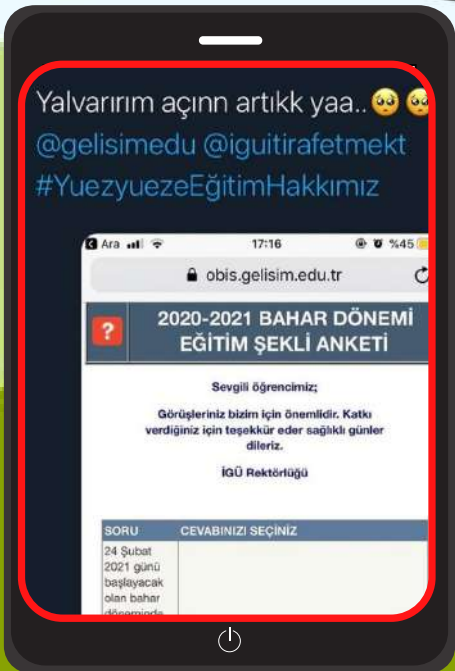 Yalvarırım açınn artıkk yaa..🥺🥺
@gelisimedu @iguitirafetmekt
#YuezyuezeEğitimHakkımız
Ara 17:16 %45
obis.gelisim.edu.tr
? 2020-2021 BAHAR DÖNEMİ
EĞİTİM ŞEKLİ ANKETİ
Sevgili öğrencimiz;
Görüşleriniz bizim için önemlidir. Katkı
verdiğiniz için teşekkür eder sağlıklı günler
dileriz.
İGÜ Rektörlüğü
SORU CEVABINIZI SEÇİNİZ
24 Şubat
2021 günü
başlayacak
olan bahar
döneminde